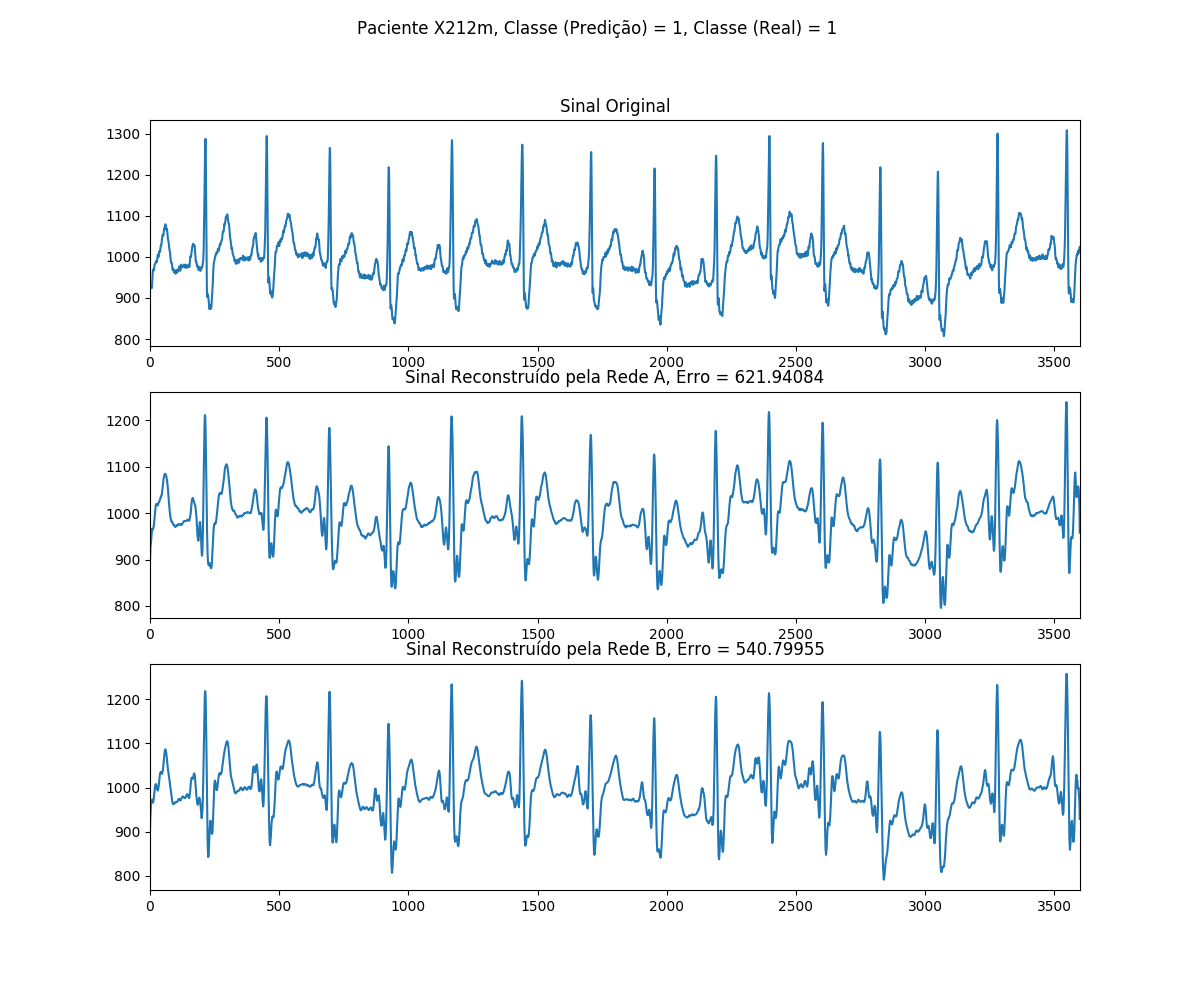 Paciente X212m, Classe (Predição) = 1, Classe (Real) = 1
Sinal Original
1300
1200
1100
1000
900
800
0 500 1000 1500 2000 2500 3000 3500
Sinal Reconstruído pela Rede A, Erro = 621.94084
1200
1100
1000
900
800
0 500 1000 1500 2000 2500 3000 3500
Sinal Reconstruído pela Rede B, Erro = 540.79955
1200
1100
1000
900
800
0 500 1000 1500 2000 2500 3000 3500